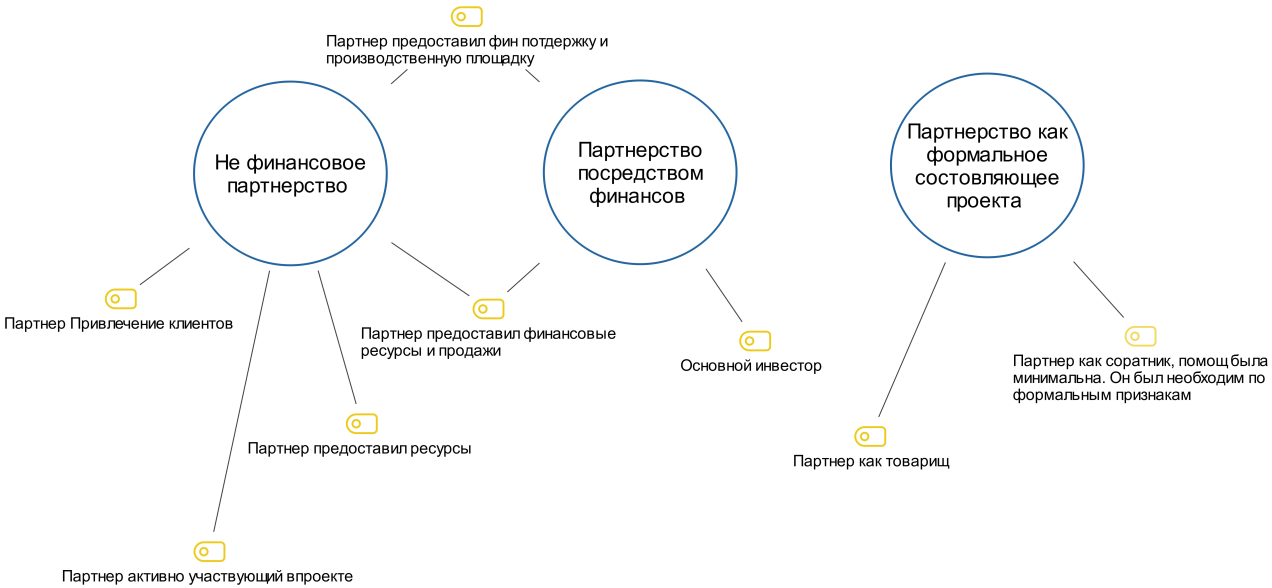 Партнер предоставил фин потдержку и
производственную площадку
Не финансовое
партнерство
Партнерство
посредством
финансов
Партнерство как
формальное
состовляющее
проекта
Партнер Привлечение клиентов
Партнер предоставил финансовые
ресурсы и продажи
Основной инвестор
Партнер как соратник, помощ была
минимальна. Он был необходим по
формальным признакам
Партнер предоставил ресурсы
Партнер как товарищ
Партнер активно участвующий впроекте